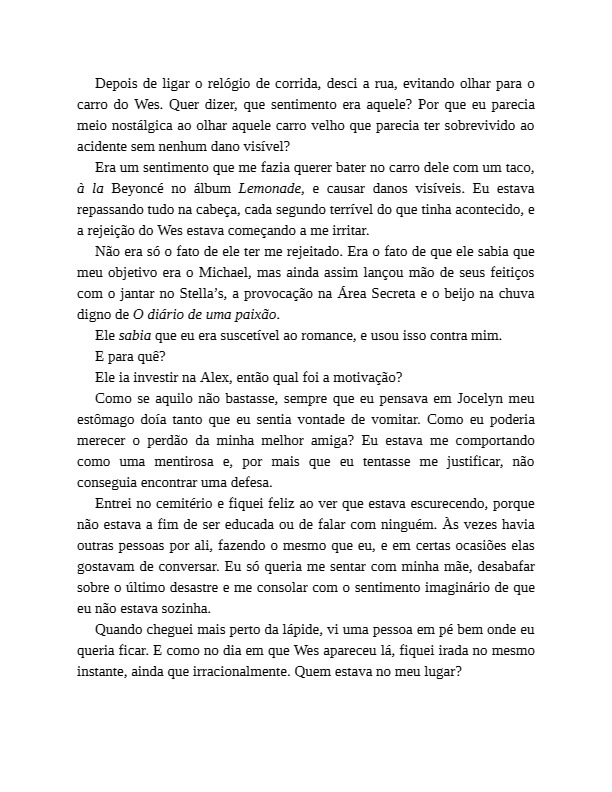 Depois de ligar o relógio de corrida, desci a rua, evitando olhar para o
carro do Wes. Quer dizer, que sentimento era aquele? Por que eu parecia
meio nostálgica ao olhar aquele carro velho que parecia ter sobrevivido ao
acidente sem nenhum dano visível?
Era um sentimento que me fazia querer bater no carro dele com um taco,
à la Beyoncé no álbum Lemonade, e causar danos visíveis. Eu estava
repassando tudo na cabeça, cada segundo terrível do que tinha acontecido, e
a rejeição do Wes estava começando a me irritar.
Não era só o fato de ele ter me rejeitado. Era o fato de que ele sabia que
meu objetivo era o Michael, mas ainda assim lançou mão de seus feitiços
com o jantar no Stella’s, a provocação na Área Secreta e o beijo na chuva
digno de O diário de uma paixão.
Ele sabia que eu era suscetível ao romance, e usou isso contra mim.
E para quê?
Ele ia investir na Alex, então qual foi a motivação?
Como se aquilo não bastasse, sempre que eu pensava em Jocelyn meu
estômago doía tanto que eu sentia vontade de vomitar. Como eu poderia
merecer o perdão da minha melhor amiga? Eu estava me comportando
como uma mentirosa e, por mais que eu tentasse me justificar, não
conseguia encontrar uma defesa.
Entrei no cemitério e fiquei feliz ao ver que estava escurecendo, porque
não estava a fim de ser educada ou de falar com ninguém. Às vezes havia
outras pessoas por ali, fazendo o mesmo que eu, e em certas ocasiões elas
gostavam de conversar. Eu só queria me sentar com minha mãe, desabafar
sobre o último desastre e me consolar com o sentimento imaginário de que
eu não estava sozinha.
Quando cheguei mais perto da lápide, vi uma pessoa em pé bem onde eu
queria ficar. E como no dia em que Wes apareceu lá, fiquei irada no mesmo
instante, ainda que irracionalmente. Quem estava no meu lugar?